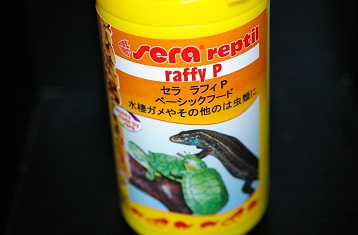 sera reptil
raffy P
セラ ラフィP
ベーシックフード
水棲ガメやその他のは虫類に